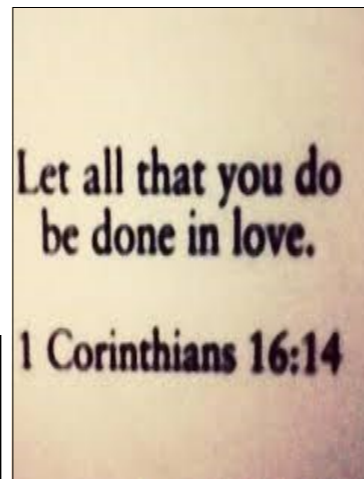 Let all that you do
be done in love.
1 Corinthians 16:14